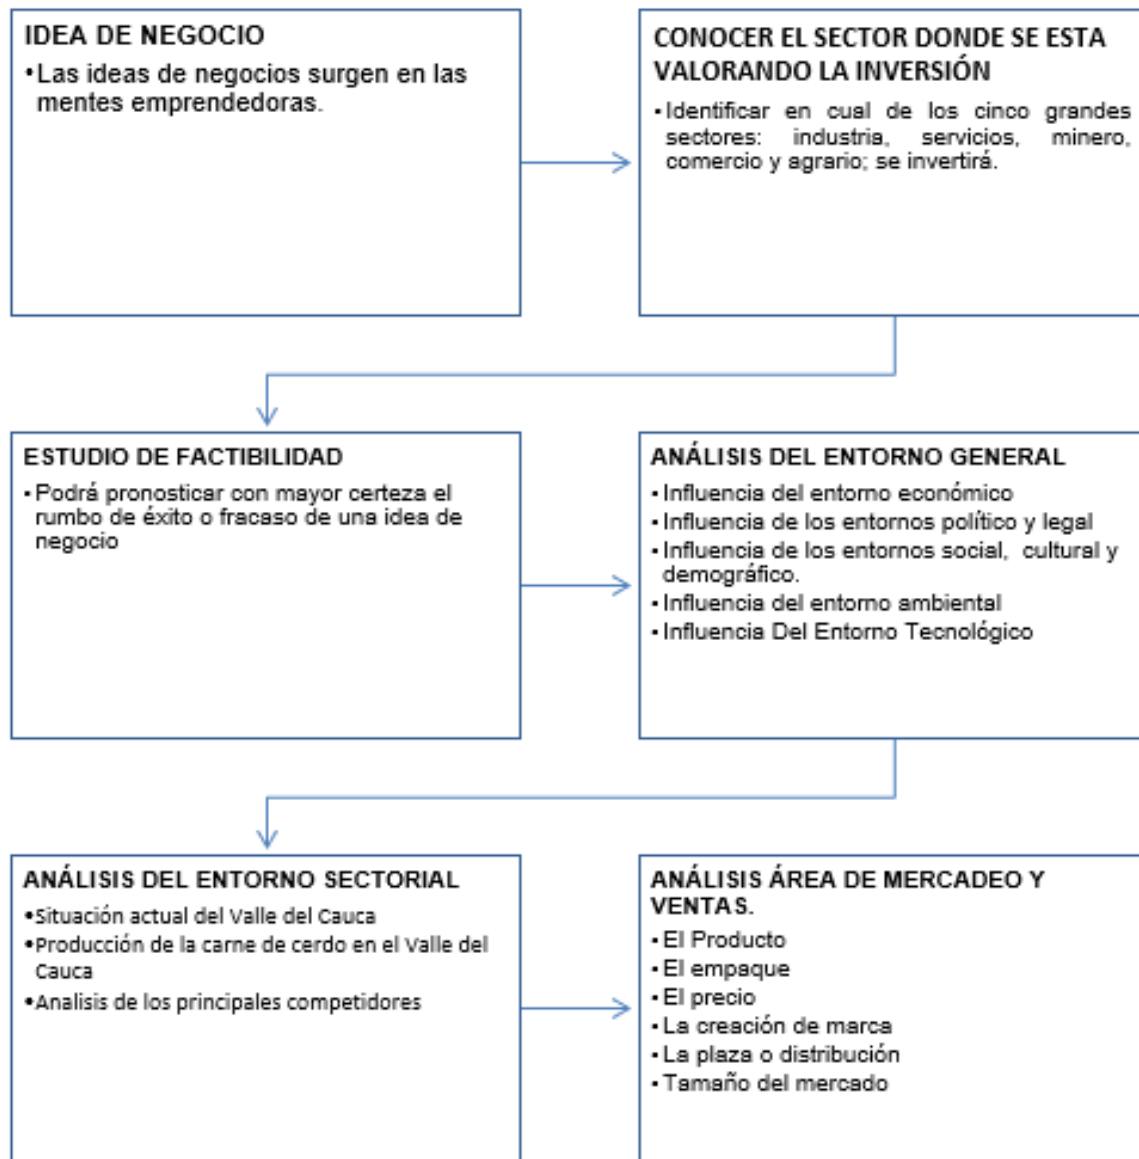 IDEA DE NEGOCIO
•Las ideas de negocios surgen en las
mentes emprendedoras.
CONOCER EL SECTOR DONDE SE ESTA
VALORANDO LA INVERSIÓN
▪Identificar en cual de los cinco grandes
sectores: industria, servicios, minero,
comercio y agrario; se invertirá.
ESTUDIO DE FACTIBILIDAD
▪Podrá pronosticar con mayor certeza el
rumbo de éxito o fracaso de una idea de
negocio
ANÁLISIS DEL ENTORNO GENERAL
▪Influencia del entorno económico
▪Influencia de los entornos político y legal
▪Influencia de los entornos social, cultural y
demográfico.
▪Influencia del entorno ambiental
▪Influencia Del Entorno Tecnológico
ANÁLISIS DEL ENTORNO SECTORIAL
•Situación actual del Valle del Cauca
•Producción de la carne de cerdo en el Valle del
Cauca
•Analisis de los principales competidores
ANÁLISIS ÁREA DE MERCADEO Y
VENTAS.
▪El Producto
▪El empaque
▪El precio
▪La creación de marca
▪La plaza o distribución
▪Tamaño del mercado